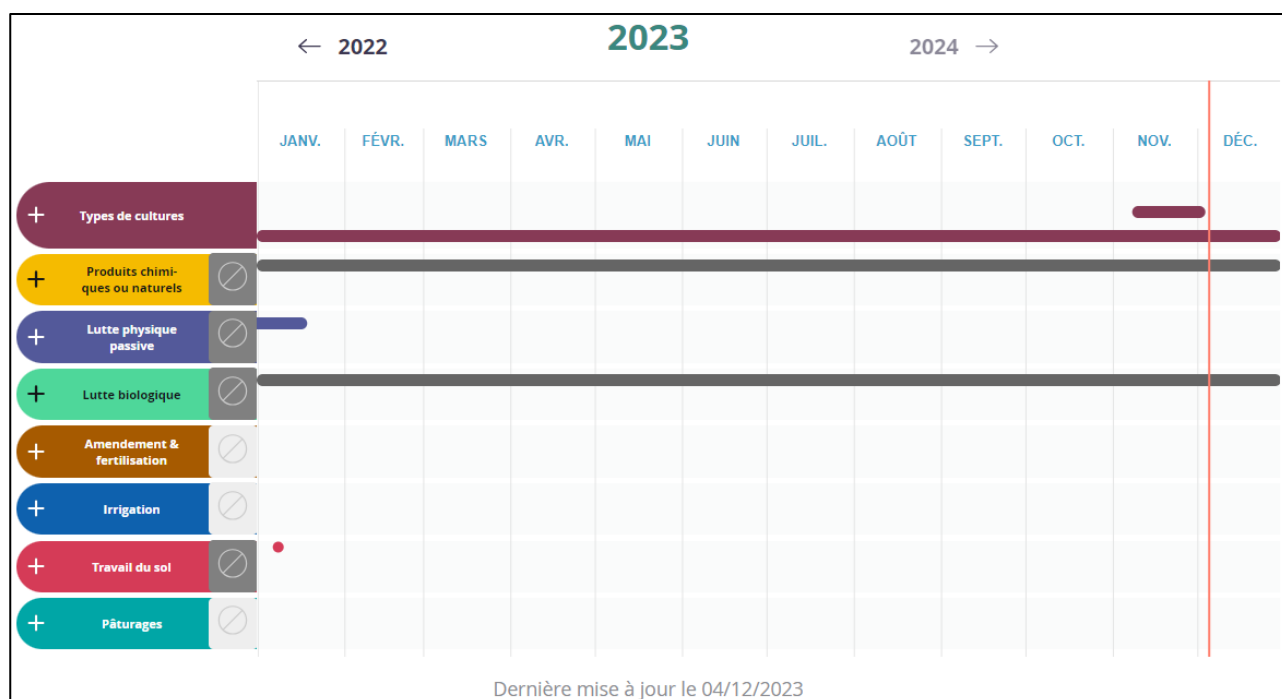 ← 2022 2023 2024 →
JANV. FÉVR. MARS AVR. MAI JUIN JUIL. AOÛT SEPT. OCT. NOV. DÉC.
+ Types de cultures
+ Produits chimi-
ques ou naturels
+ Lutte physique
passive
+ Lutte biologique
+ Amendement &
fertilisation
+ Irrigation
+ Travail du sol
+ Pâturages
Dernière mise à jour le 04/12/2023